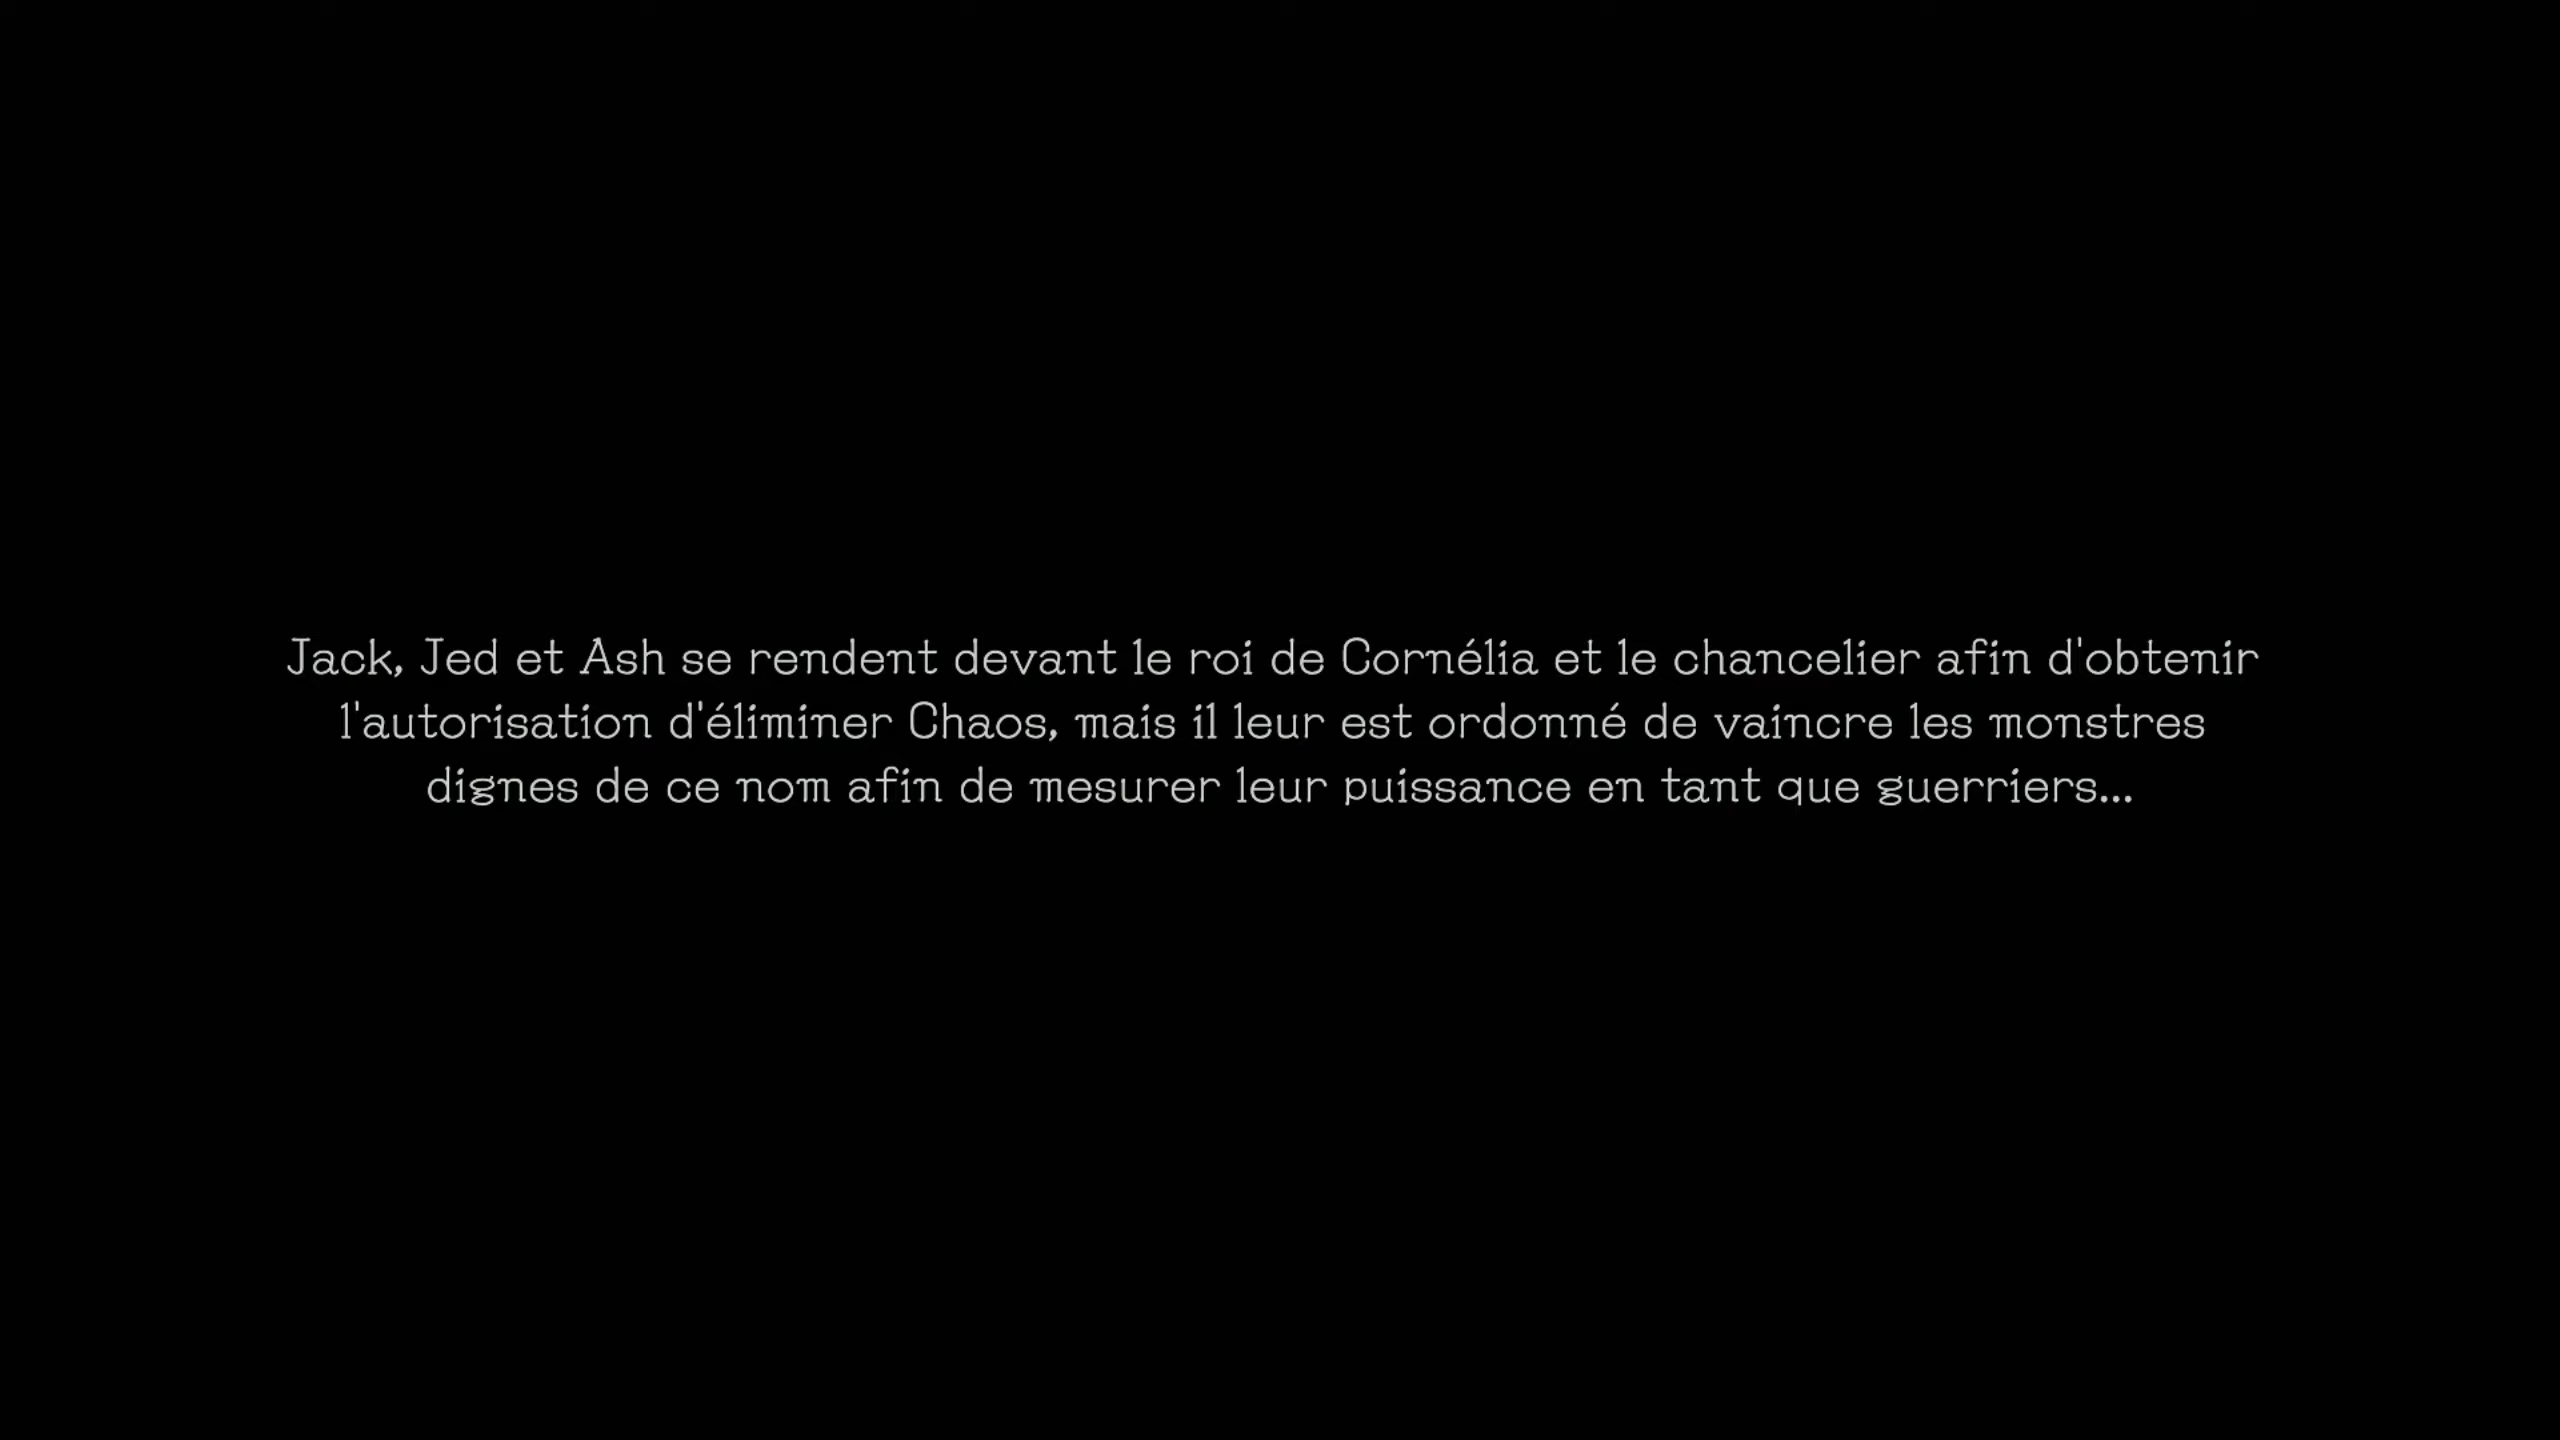 Jack, Jed et Ash se rendent devant le roi de Cornélia et le chancelier afin d'obtenir
l'autorisation d'éliminer Chaos, mais il leur est ordonné de vaincre les monstres
dignes de ce nom afin de mesurer leur puissance en tant que guerriers...